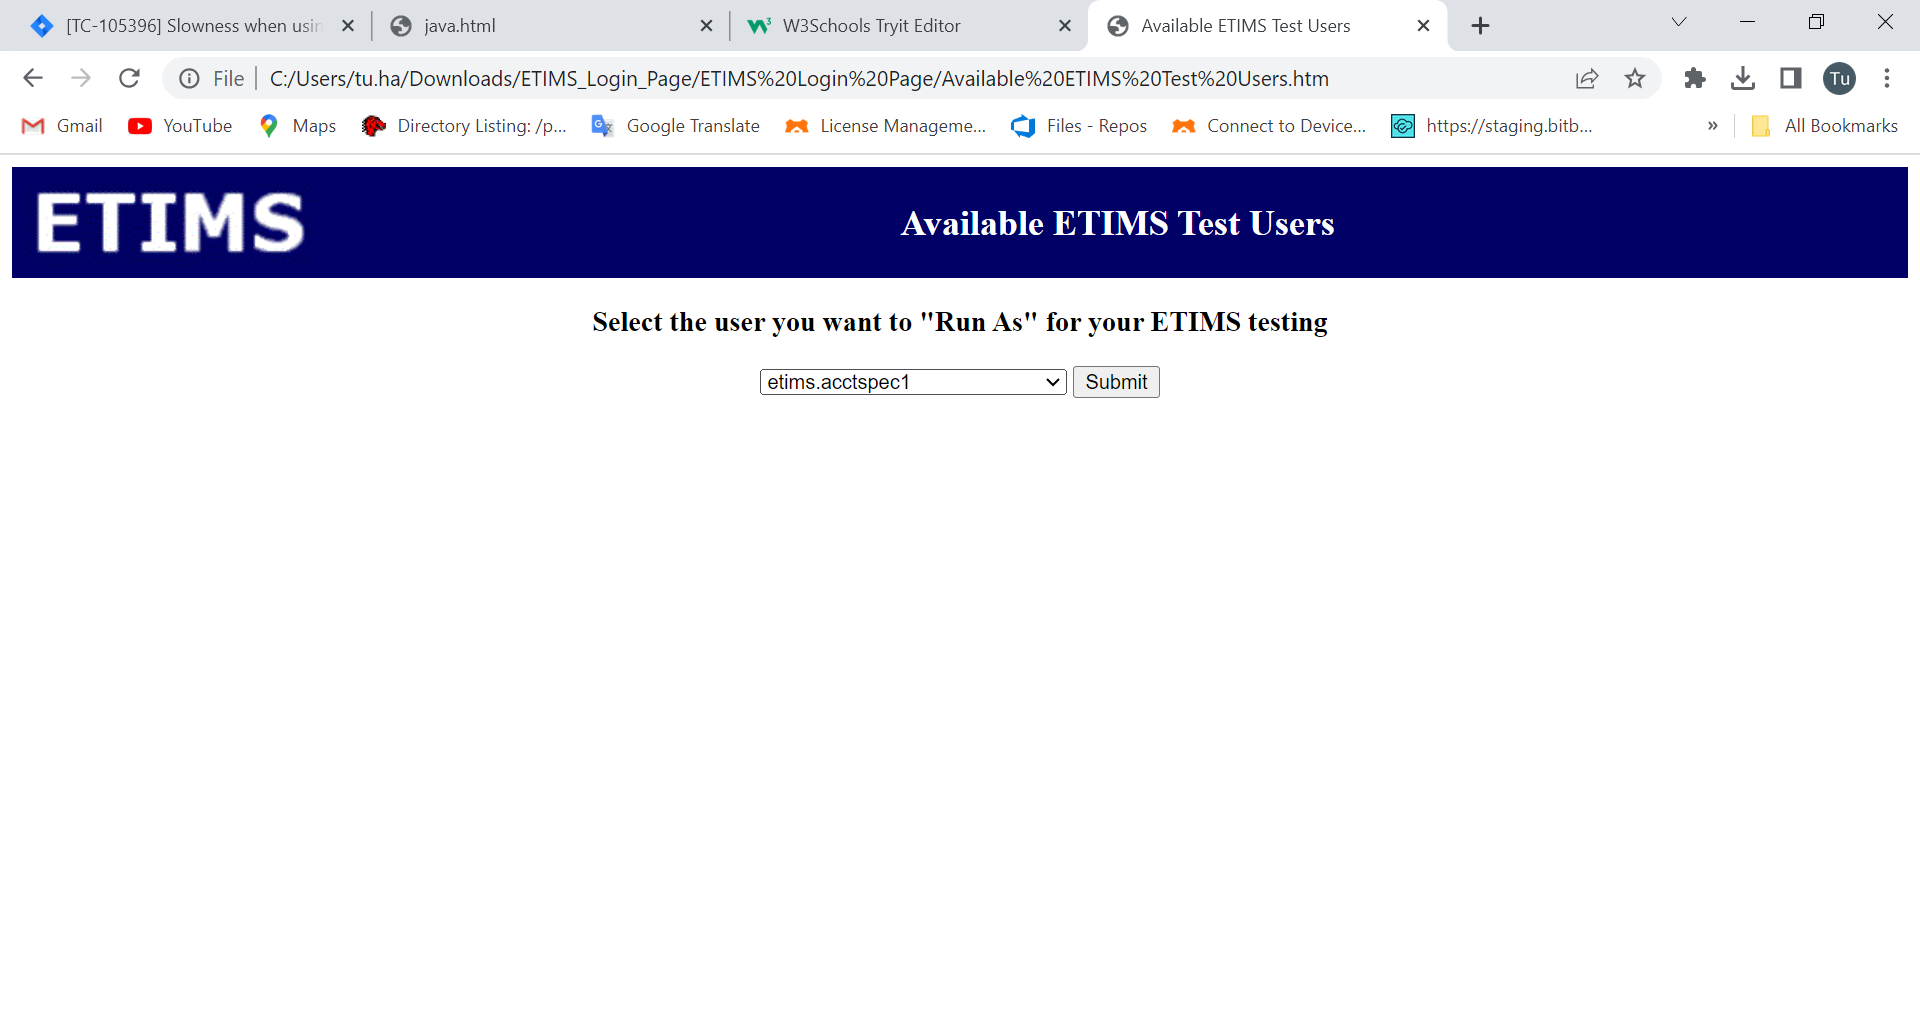 [TC-105396] Slowness when usin
java.html
W3Schools Tryit Editor
Available ETIMS Test Users
File
C:/Users/tu.ha/Downloads/ETIMS_Login_Page/ETIMS%20Login%20Page/Available%20ETIMS%20Test%20Users.htm
Tu
Gmail
YouTube
Maps
Directory Listing: /p...
Google Translate
License Manageme...
Files - Repos
Connect to Device...
https://staging.bitb...
»
All Bookmarks
ETIMS
Available ETIMS Test Users
Select the user you want to "Run As" for your ETIMS testing
etims.acctspec1
Submit